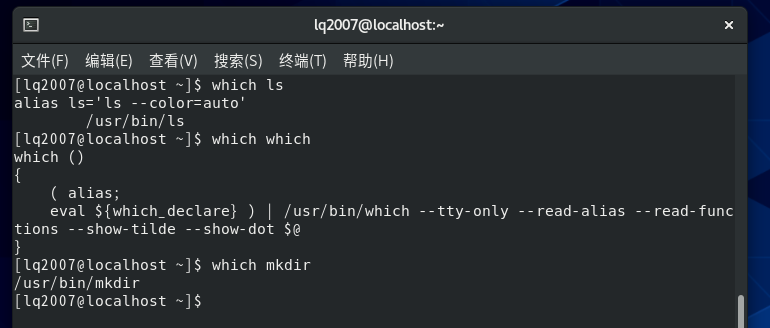 lq2007@localhost:~
文件(F) 编辑(E) 查看(V) 搜索(S) 终端(T) 帮助(H)
[lq2007@localhost ~]$ which ls
alias ls='ls --color=auto'
        /usr/bin/ls
[lq2007@localhost ~]$ which which
which ()
{
    ( alias;
    eval ${which_declare} ) | /usr/bin/which --tty-only --read-alias --read-func
tions --show-tilde --show-dot $@
}
[lq2007@localhost ~]$ which mkdir
/usr/bin/mkdir
[lq2007@localhost ~]$